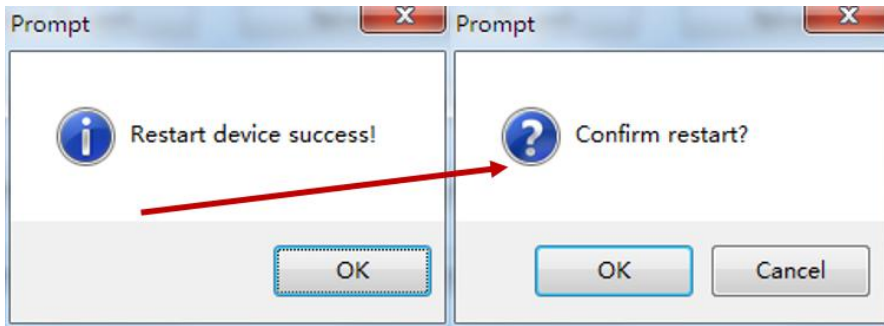 Prompt
Restart device success!
OK
Prompt
Confirm restart?
OK
Cancel